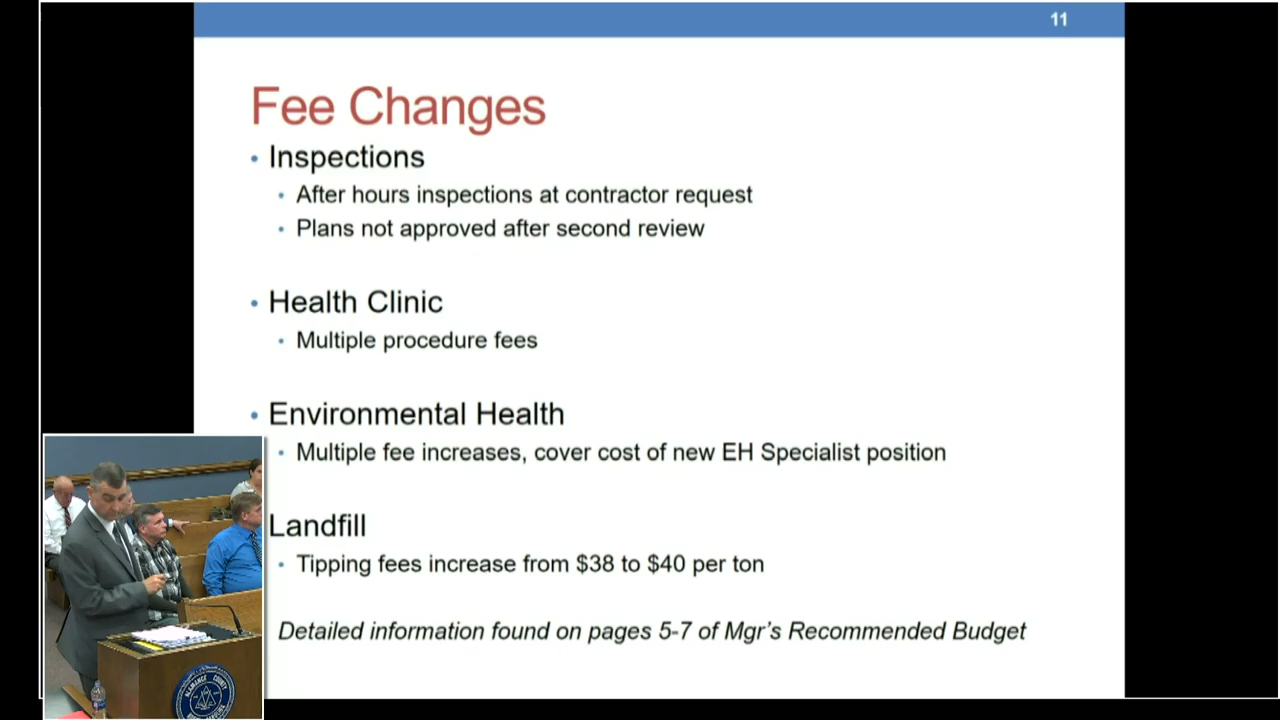 11
Fee Changes
• Inspections
• After hours inspections at contractor request
• Plans not approved after second review
• Health Clinic
• Multiple procedure fees
• Environmental Health
• Multiple fee increases, cover cost of new EH Specialist position
Landfill
• Tipping fees increase from $38 to $40 per ton
Detailed information found on pages 5-7 of Mgr's Recommended Budget
ALAMANCE COUNTY